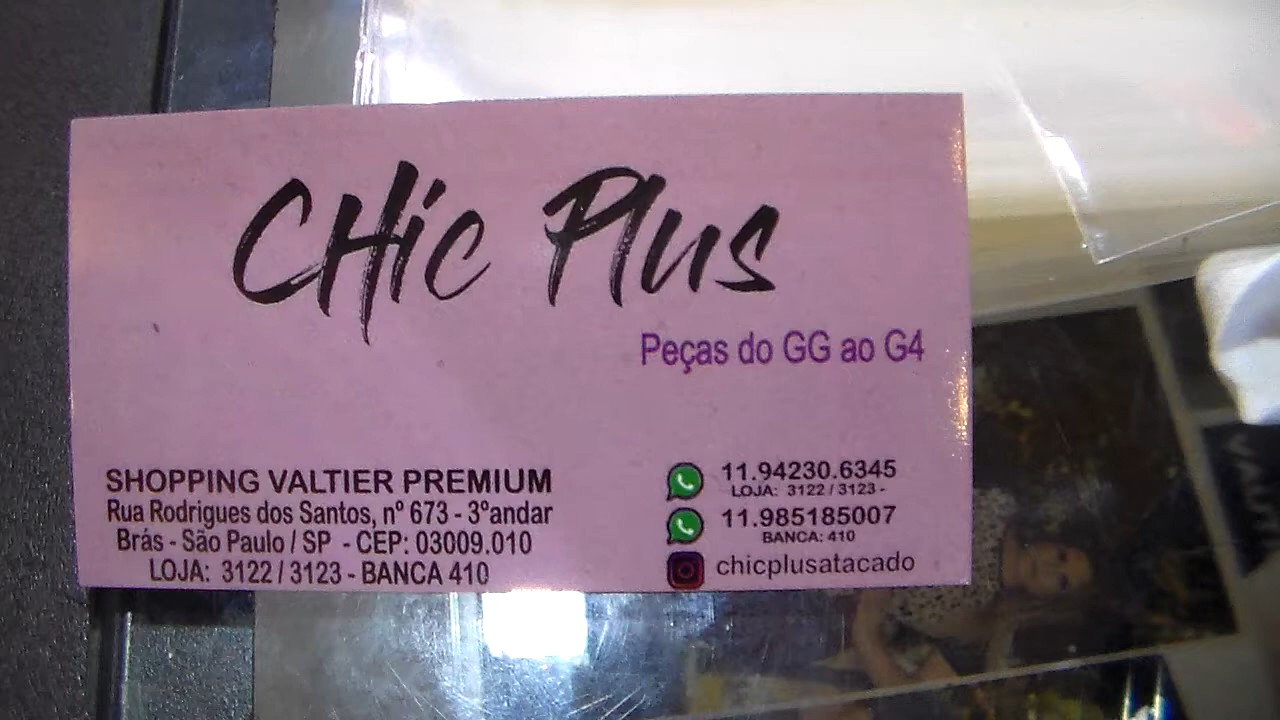 CHic Plus
Peças do GG ao G4
SHOPPING VALTIER PREMIUM
Rua Rodrigues dos Santos, nº 673 - 3ºandar
Brás - São Paulo / SP - CEP: 03009.010
LOJA: 3122 / 3123 - BANCA 410
11.94230.6345
LOJA: 3122 / 3123 -
11.985185007
BANCA: 410
chicplusatacado